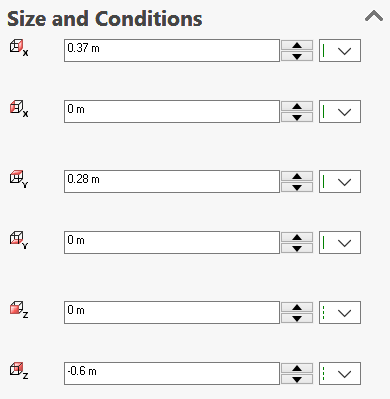 Size and Conditions
X 0.37 m
X 0 m
Y 0.28 m
Y 0 m
Z 0 m
Z -0.6 m